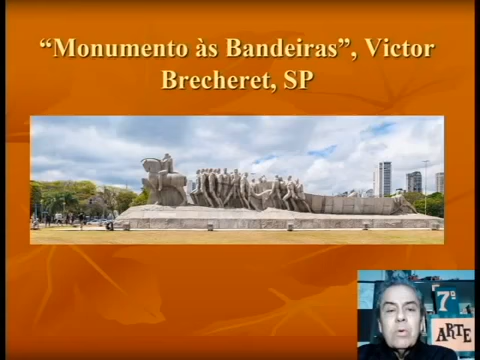 “Monumento às Bandeiras”, Victor
Brecheret, SP
7º
ARTE